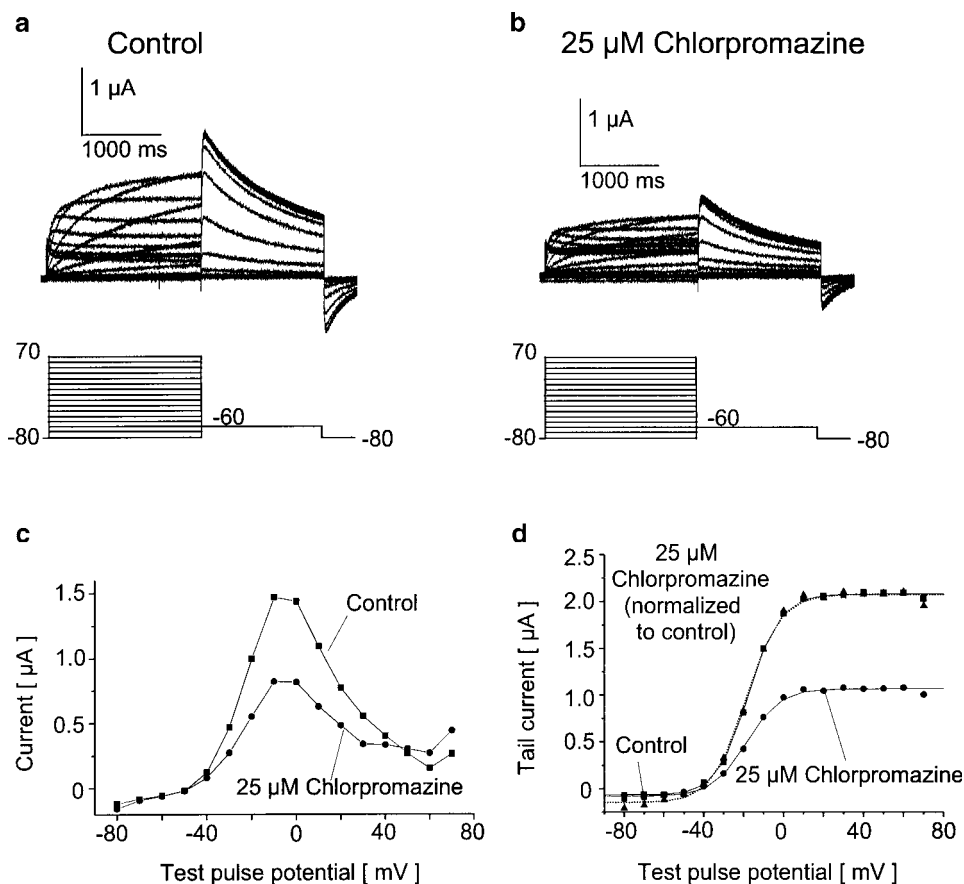 a
Control
1 µA
1000 ms
70
-80
-60
-80
b
25 µM Chlorpromazine
1 µA
1000 ms
70
-80
-60
-80
c
Current [ µA ]
1.5
1.0
0.5
0
-80
-40
0
40
80
Control
25 µM Chlorpromazine
Test pulse potential [ mV ]
d
Tail current [ µA ]
2.5
2.0
1.5
1.0
0.5
0
-80
-40
0
40
80
25 µM
Chlorpromazine
(normalized
to control)
Control
25 µM Chlorpromazine
Test pulse potential [ mV ]